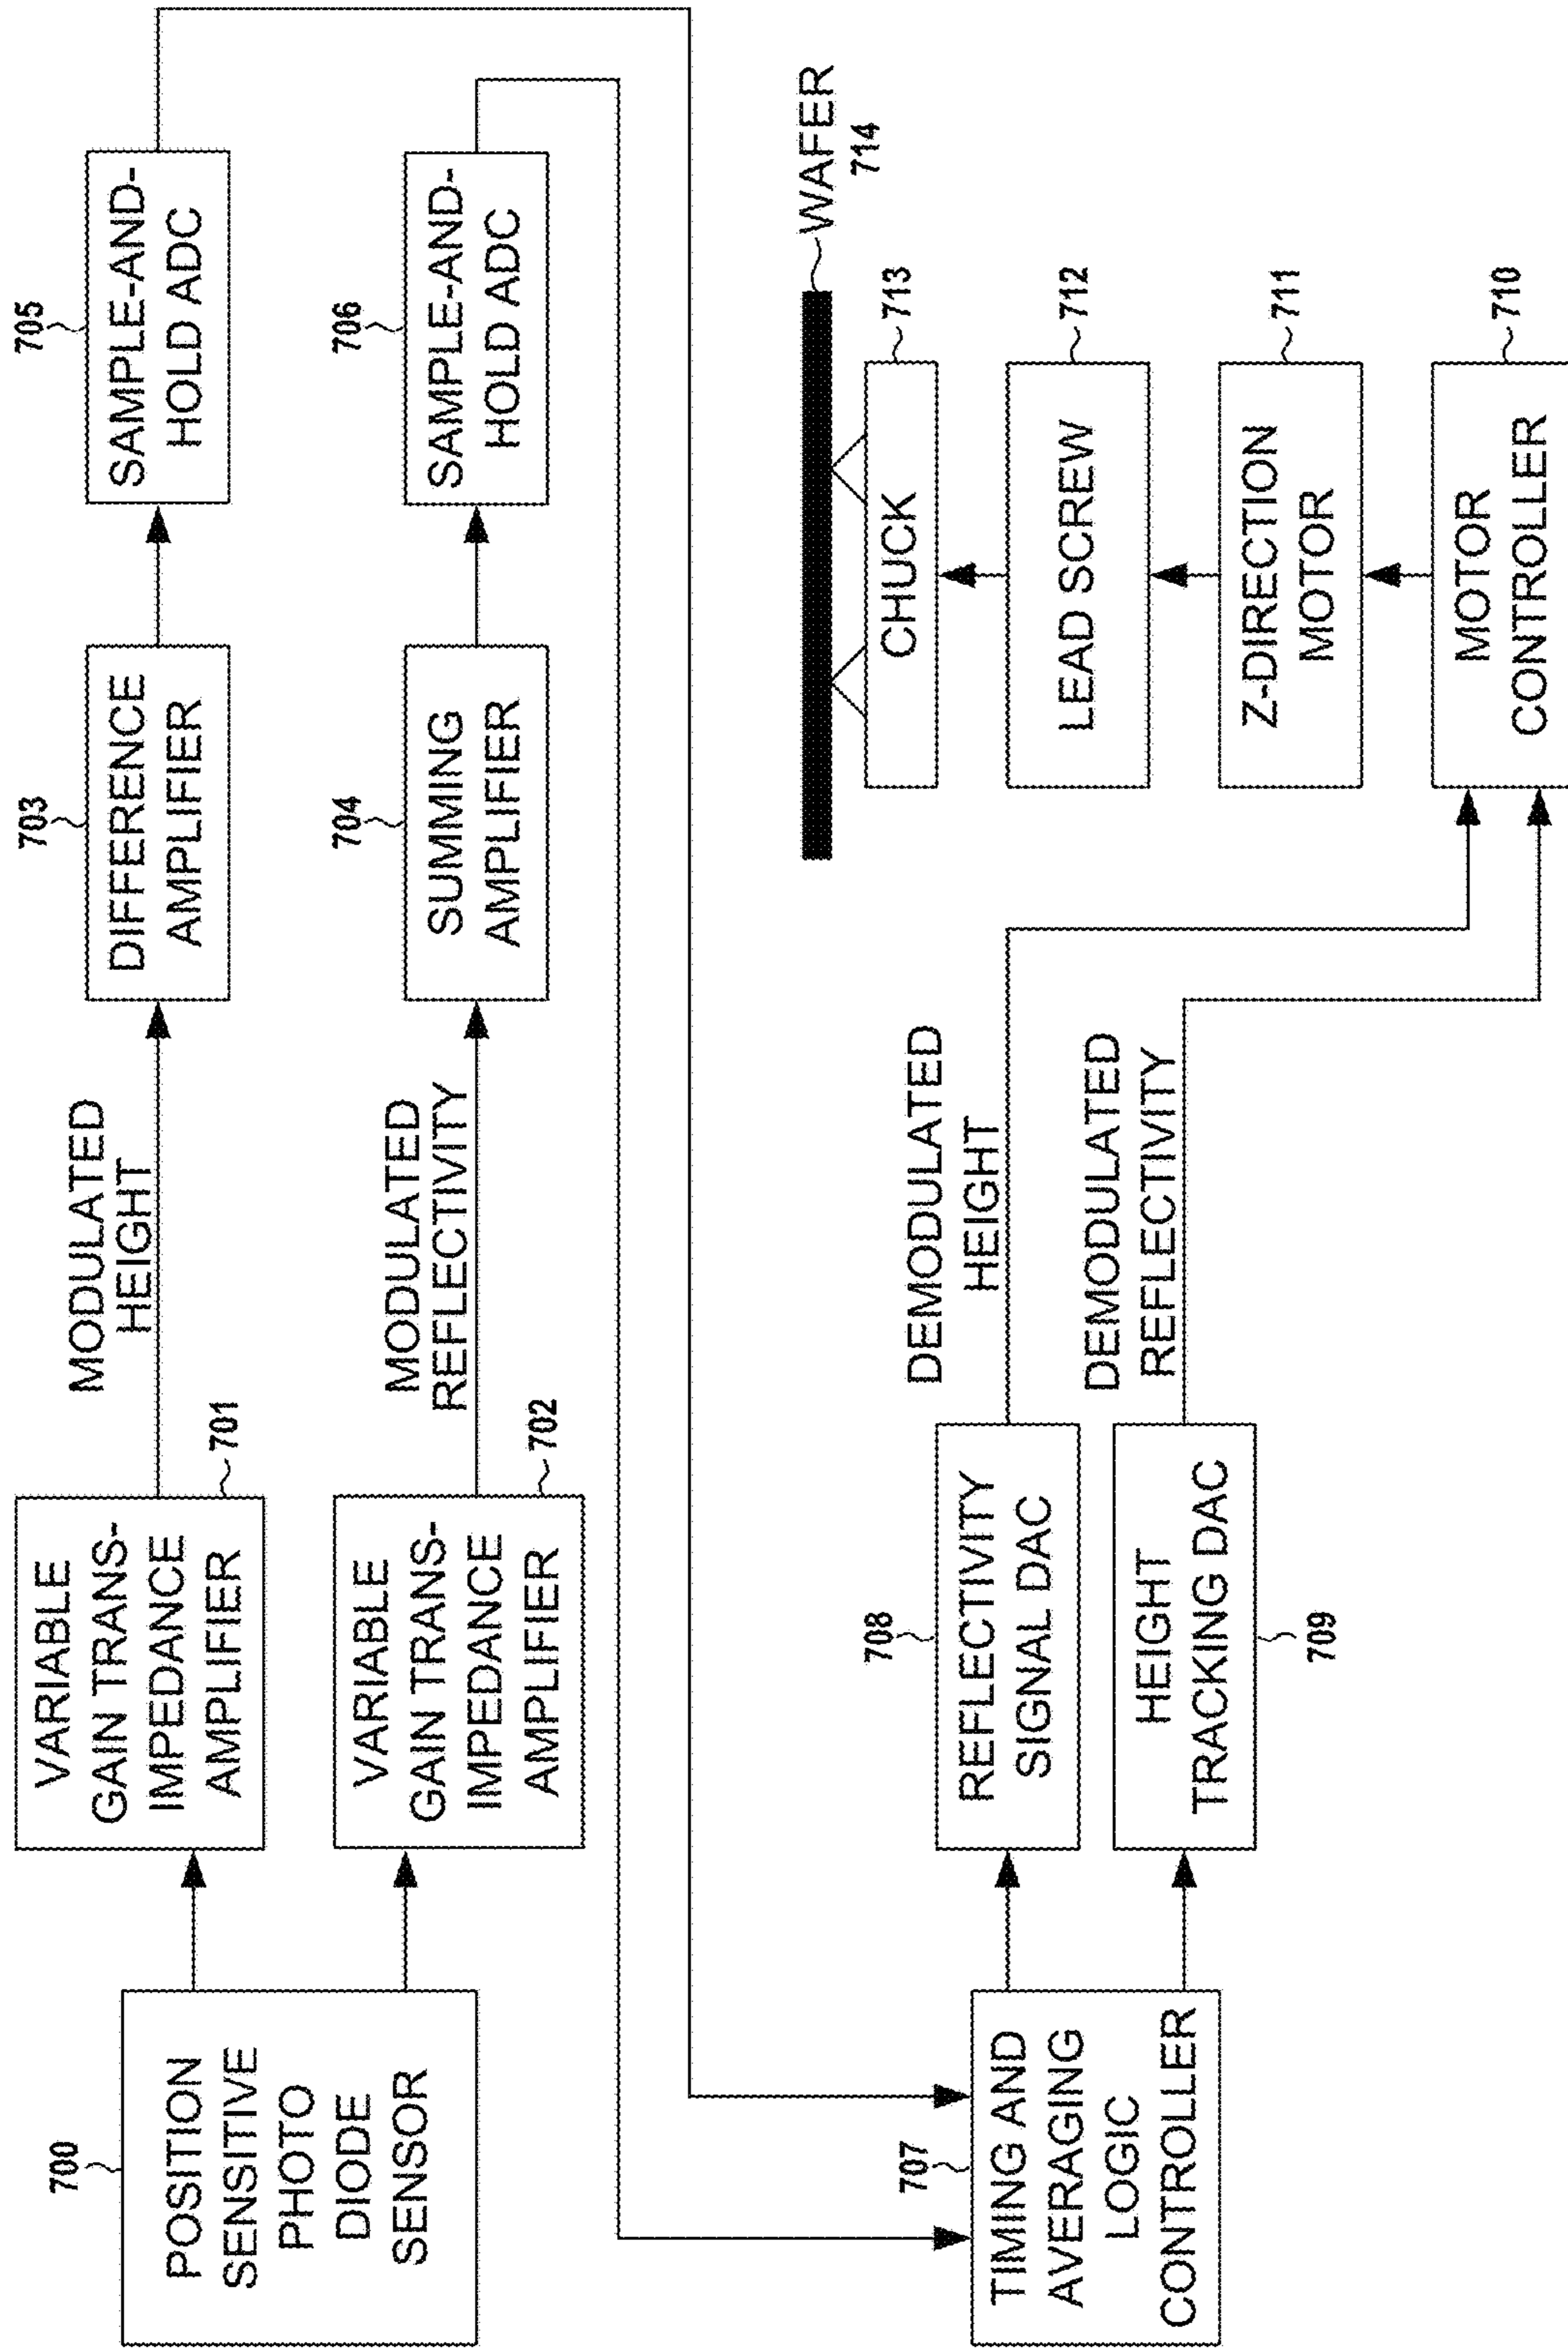 700
POSITION
SENSITIVE
PHOTO
DIODE
SENSOR
VARIABLE
GAIN TRANS-
IMPEDANCE
AMPLIFIER
701
MODULATED
HEIGHT
703
DIFFERENCE
AMPLIFIER
705
SAMPLE-AND-
HOLD ADC
VARIABLE
GAIN TRANS-
IMPEDANCE
AMPLIFIER
702
MODULATED
REFLECTIVITY
704
SUMMING
AMPLIFIER
706
SAMPLE-AND-
HOLD ADC
707
TIMING AND
AVERAGING
LOGIC
CONTROLLER
708
REFLECTIVITY
SIGNAL DAC
DEMODULATED
HEIGHT
HEIGHT
TRACKING DAC
709
DEMODULATED
REFLECTIVITY
WAFER
714
CHUCK
713
LEAD SCREW
712
Z-DIRECTION
MOTOR
711
MOTOR
CONTROLLER
710